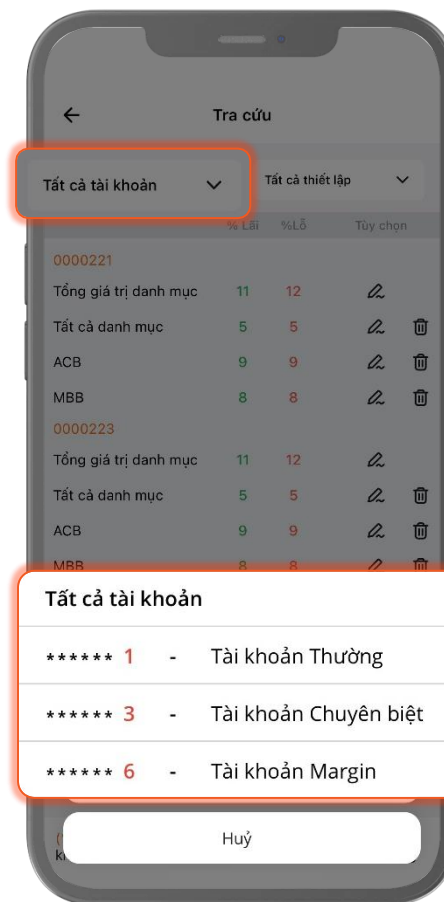 Tra cứu
Tất cả tài khoản
Tất cả thiết lập
% Lãi %Lỗ Tùy chọn
0000221
Tổng giá trị danh mục 11 12
Tất cả danh mục 5 5
ACB 9 9
MBB 8 8
0000223
Tổng giá trị danh mục 11 12
Tất cả danh mục 5 5
ACB 9 9
MBB 8 8
Tất cả tài khoản
****** 1 - Tài khoản Thường
****** 3 - Tài khoản Chuyên biệt
****** 6 - Tài khoản Margin
Huỷ